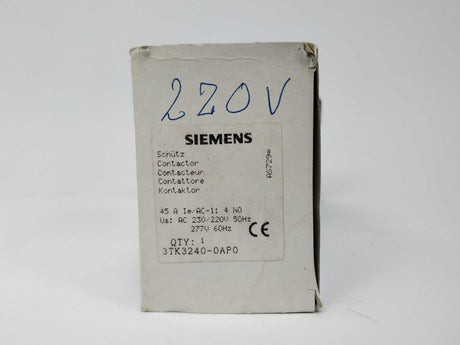 220V
SIEMENS
Schütz
Contactor
Contacteur
Contattore
Kontaktor
45 A Ie/AC-1: 4 NO
Us: AC 230/220V 50Hz
277V 60Hz
CE
QTY: 1
3TK3240-0AP0